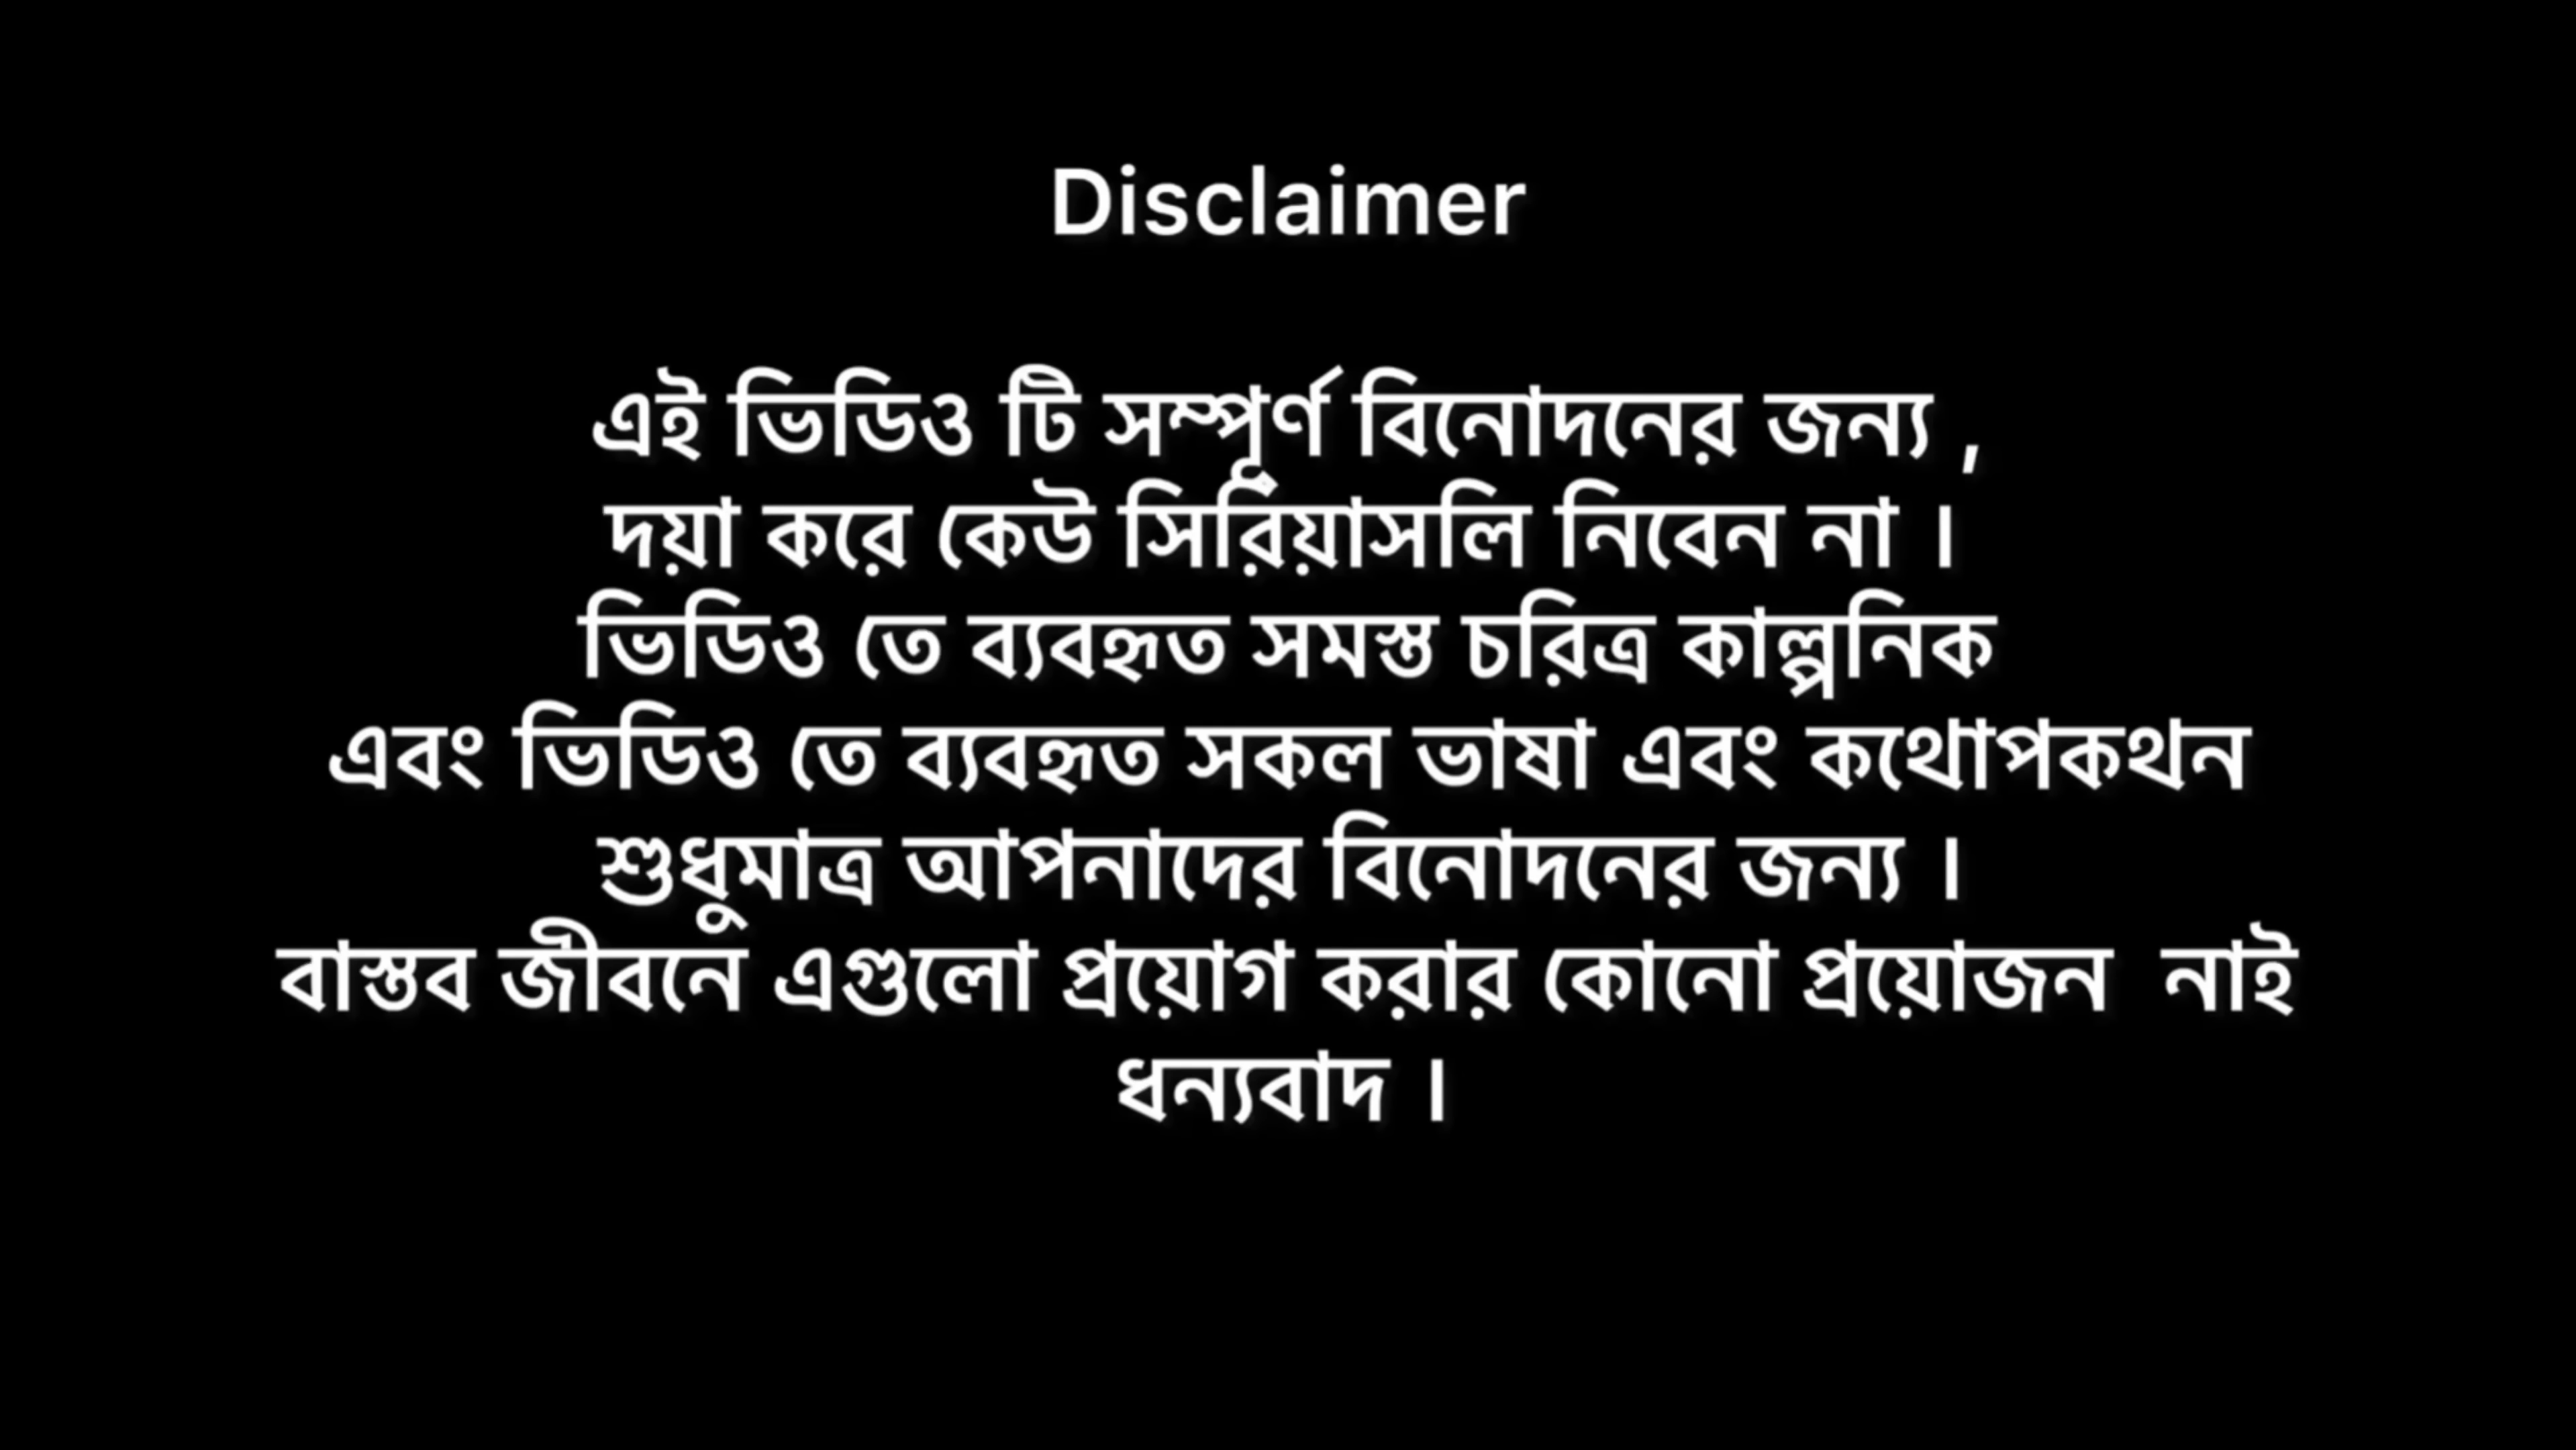 Disclaimer
এই ভিডিও টি সম্পূর্ণ বিনোদনের জন্য ,
দয়া করে কেউ সিরিয়াসলি নিবেন না ।
ভিডিও তে ব্যবহৃত সমস্ত চরিত্র কাল্পনিক
এবং ভিডিও তে ব্যবহৃত সকল ভাষা এবং কথোপকথন
শুধুমাত্র আপনাদের বিনোদনের জন্য ।
বাস্তব জীবনে এগুলো প্রয়োগ করার কোনো প্রয়োজন  নাই
ধন্যবাদ ।